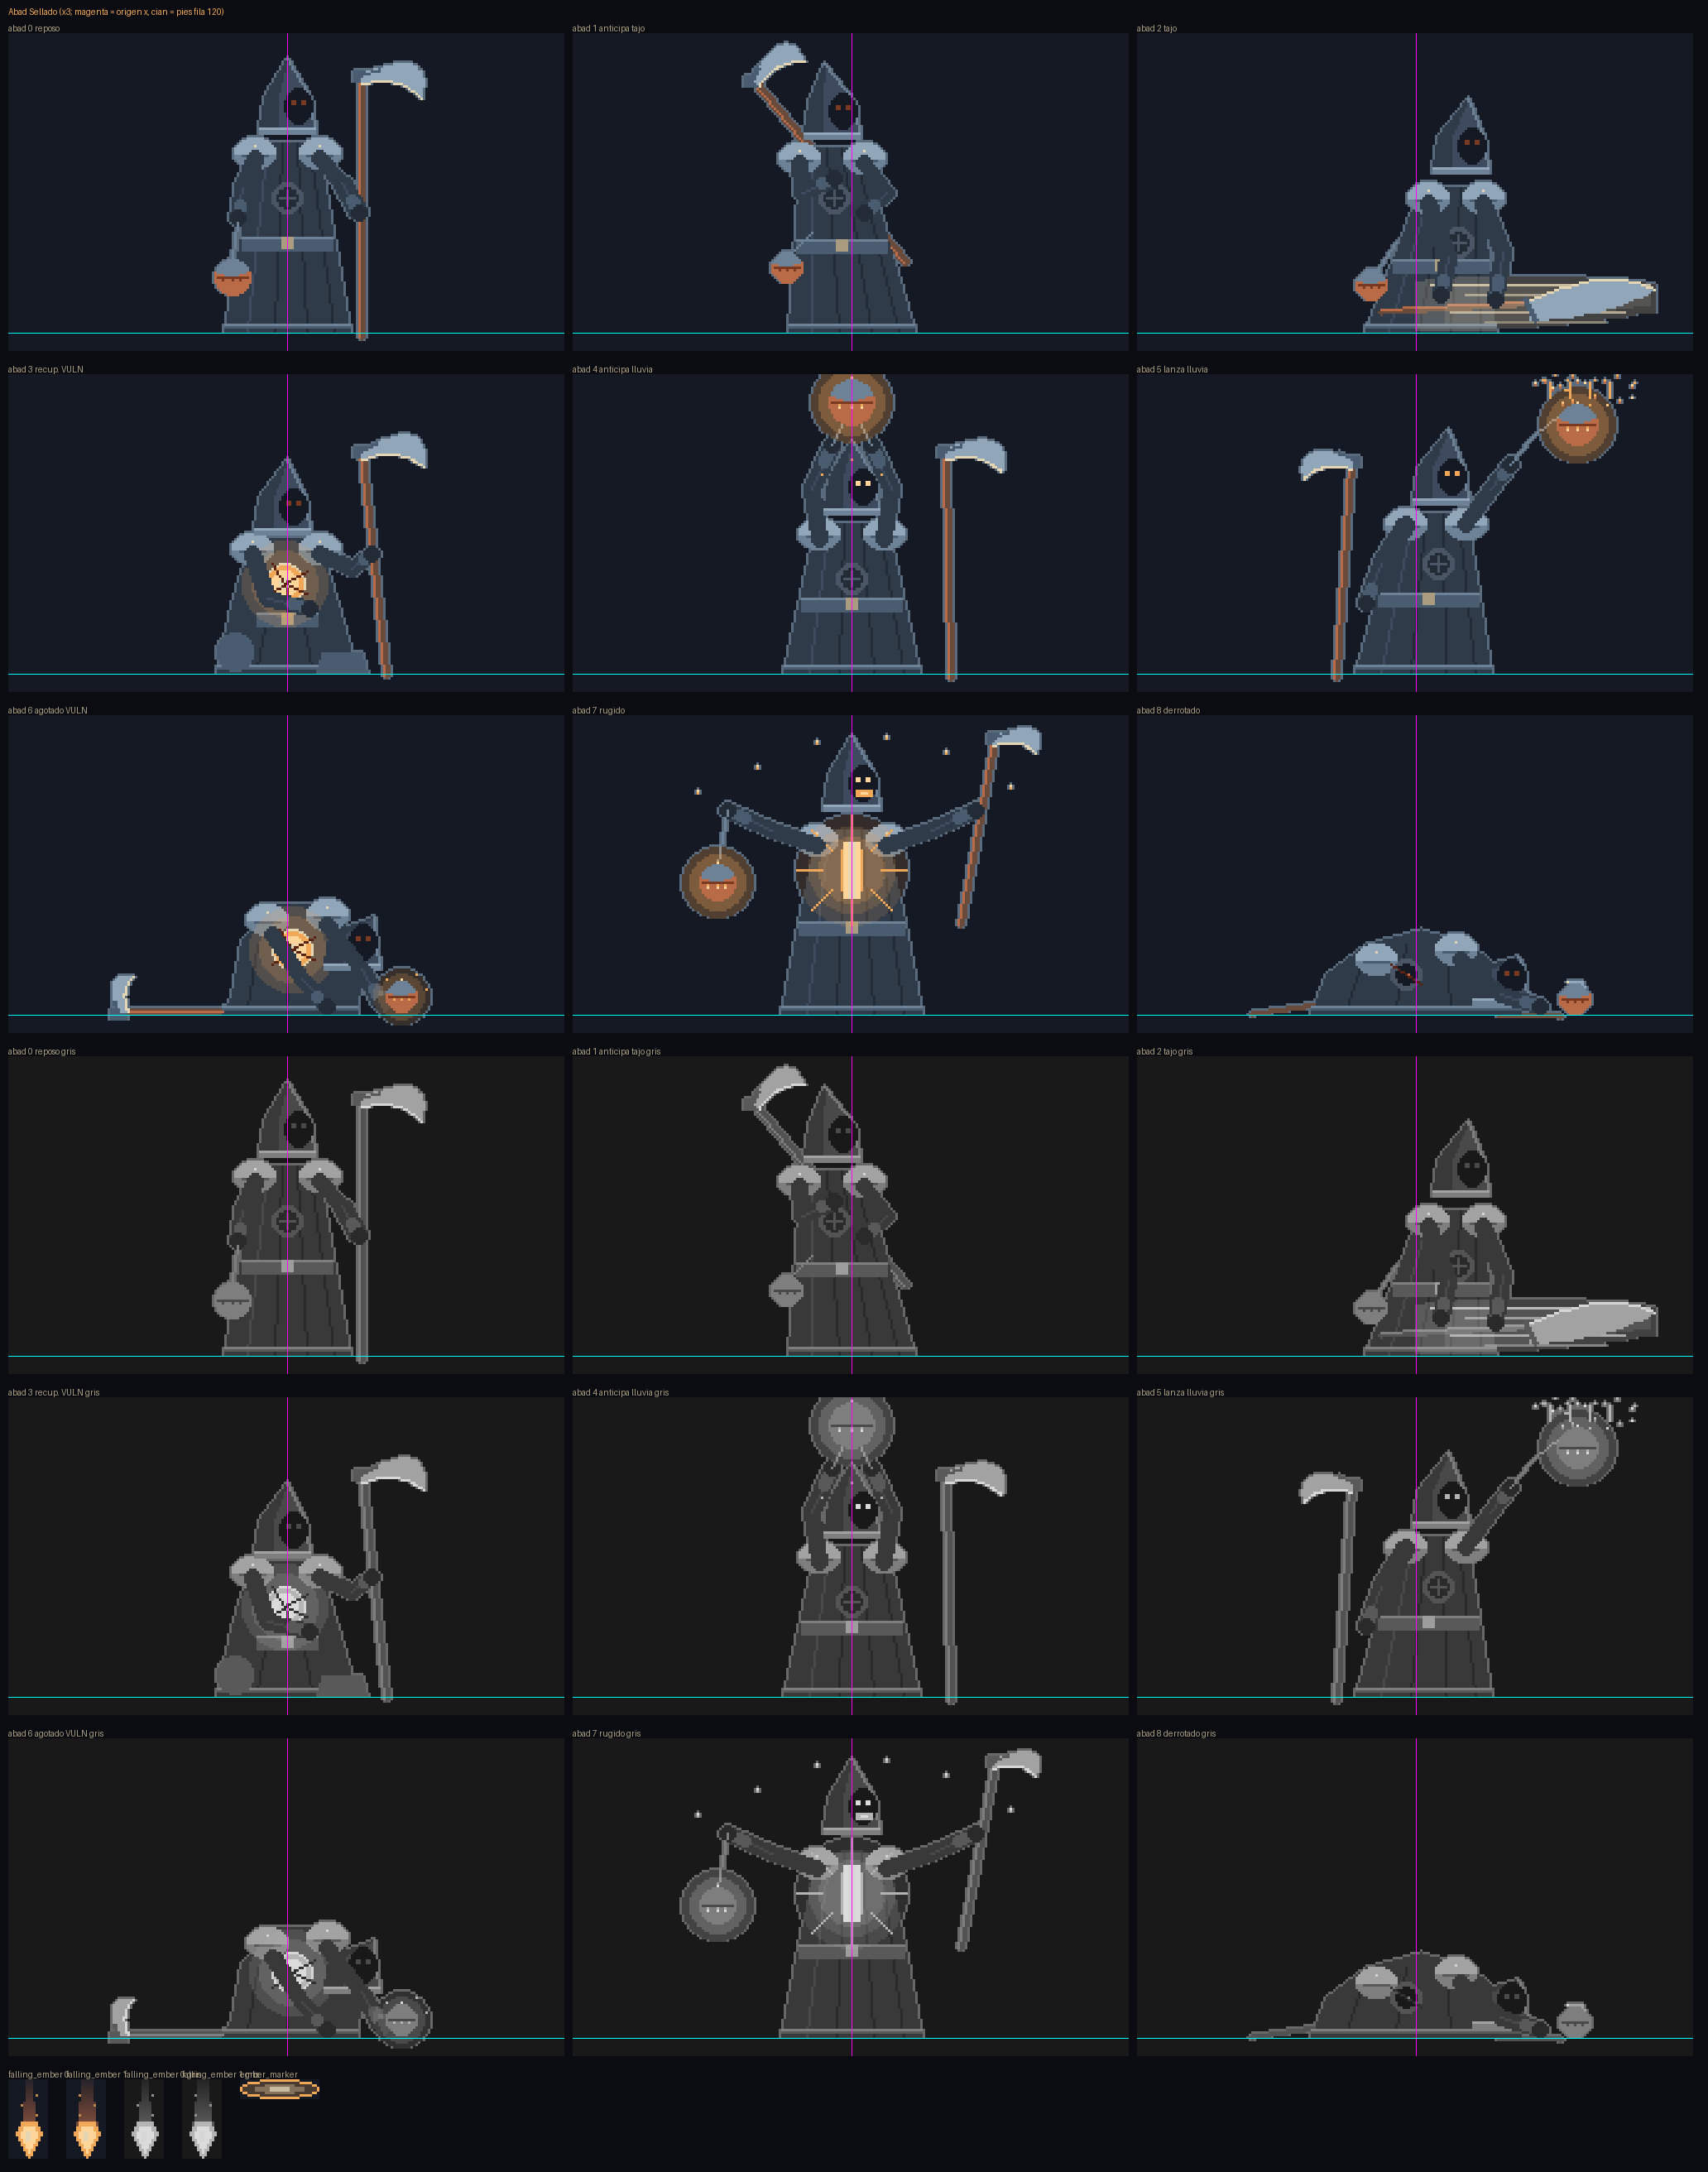 Abad Sellado (x3; magenta = origen x, cian = pies fila 120)
abad 0 reposo
abad 1 anticipa tajo
abad 2 tajo
abad 3 recup. VULN
abad 4 anticipa lluvia
abad 5 lanza lluvia
abad 6 agotado VULN
abad 7 rugido
abad 8 derrotado
abad 0 reposo gris
abad 1 anticipa tajo gris
abad 2 tajo gris
abad 3 recup. VULN gris
abad 4 anticipa lluvia gris
abad 5 lanza lluvia gris
abad 6 agotado VULN gris
abad 7 rugido gris
abad 8 derrotado gris
falling_ember falling_ember falling_ember falling_ember ember_marker